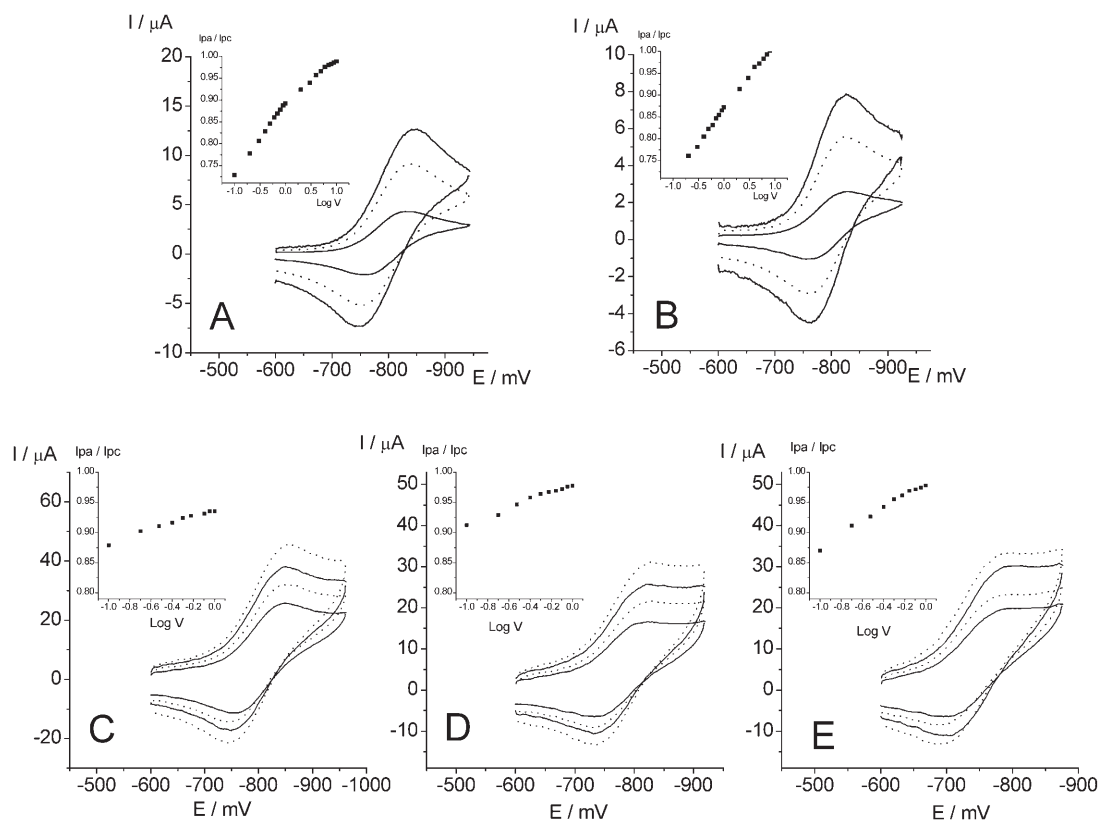 I / μA
Ipa / Ipc
20
15
10
5
0
-5
-10
1.00
0.95
0.90
0.85
0.80
0.75
-1.0 -0.5 0.0 0.5 1.0
Log V
A
-500 -600 -700 -800 -900
E / mV
I / μA
Ipa / Ipc
10
8
6
4
2
0
-2
-4
-6
1.00
0.95
0.90
0.85
0.80
0.75
-1.0 -0.5 0.0 0.5 1.0
Log V
B
-500 -600 -700 -800 -900
E / mV
I / μA
Ipa / Ipc
60
40
20
0
-20
1.00
0.95
0.90
0.85
0.80
-1.0 -0.8 -0.6 -0.4 -0.2 0.0
Log V
C
-500 -600 -700 -800 -900 -1000
E / mV
I / μA
Ipa / Ipc
50
40
30
20
10
0
-10
1.00
0.95
0.90
0.85
0.80
-1.0 -0.8 -0.6 -0.4 -0.2 0.0
Log V
D
-500 -600 -700 -800 -900
E / mV
I / μA
Ipa / Ipc
50
40
30
20
10
0
-10
1.00
0.95
0.90
0.85
0.80
-1.0 -0.8 -0.6 -0.4 -0.2 0.0
Log V
E
-500 -600 -700 -800 -900
E / mV